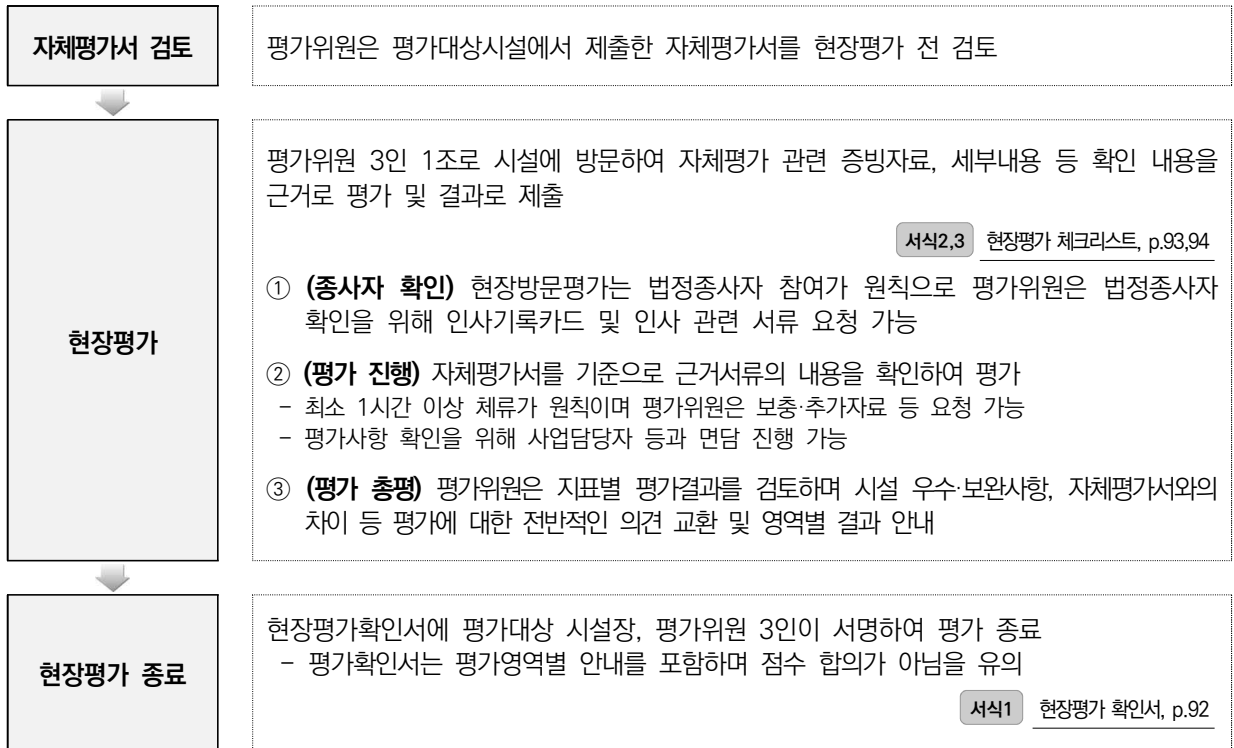 자체평가서 검토
평가위원은 평가대상시설에서 제출한 자체평가서를 현장평가 전 검토
현장평가
평가위원 3인 1조로 시설에 방문하여 자체평가 관련 증빙자료, 세부내용 등 확인 내용을
근거로 평가 및 결과로 제출
서식2,3 현장평가 체크리스트, p.93,94
① (종사자 확인) 현장방문평가는 법정종사자 참여가 원칙으로 평가위원은 법정종사자
확인을 위해 인사기록카드 및 인사 관련 서류 요청 가능
② (평가 진행) 자체평가서를 기준으로 근거서류의 내용을 확인하여 평가
- 최소 1시간 이상 체류가 원칙이며 평가위원은 보충·추가자료 등 요청 가능
- 평가사항 확인을 위해 사업담당자 등과 면담 진행 가능
③ (평가 총평) 평가위원은 지표별 평가결과를 검토하며 시설 우수·보완사항, 자체평가서와의
차이 등 평가에 대한 전반적인 의견 교환 및 영역별 결과 안내
현장평가 종료
현장평가확인서에 평가대상 시설장, 평가위원 3인이 서명하여 평가 종료
- 평가확인서는 평가영역별 안내를 포함하며 점수 합의가 아님을 유의
서식1 현장평가 확인서, p.92